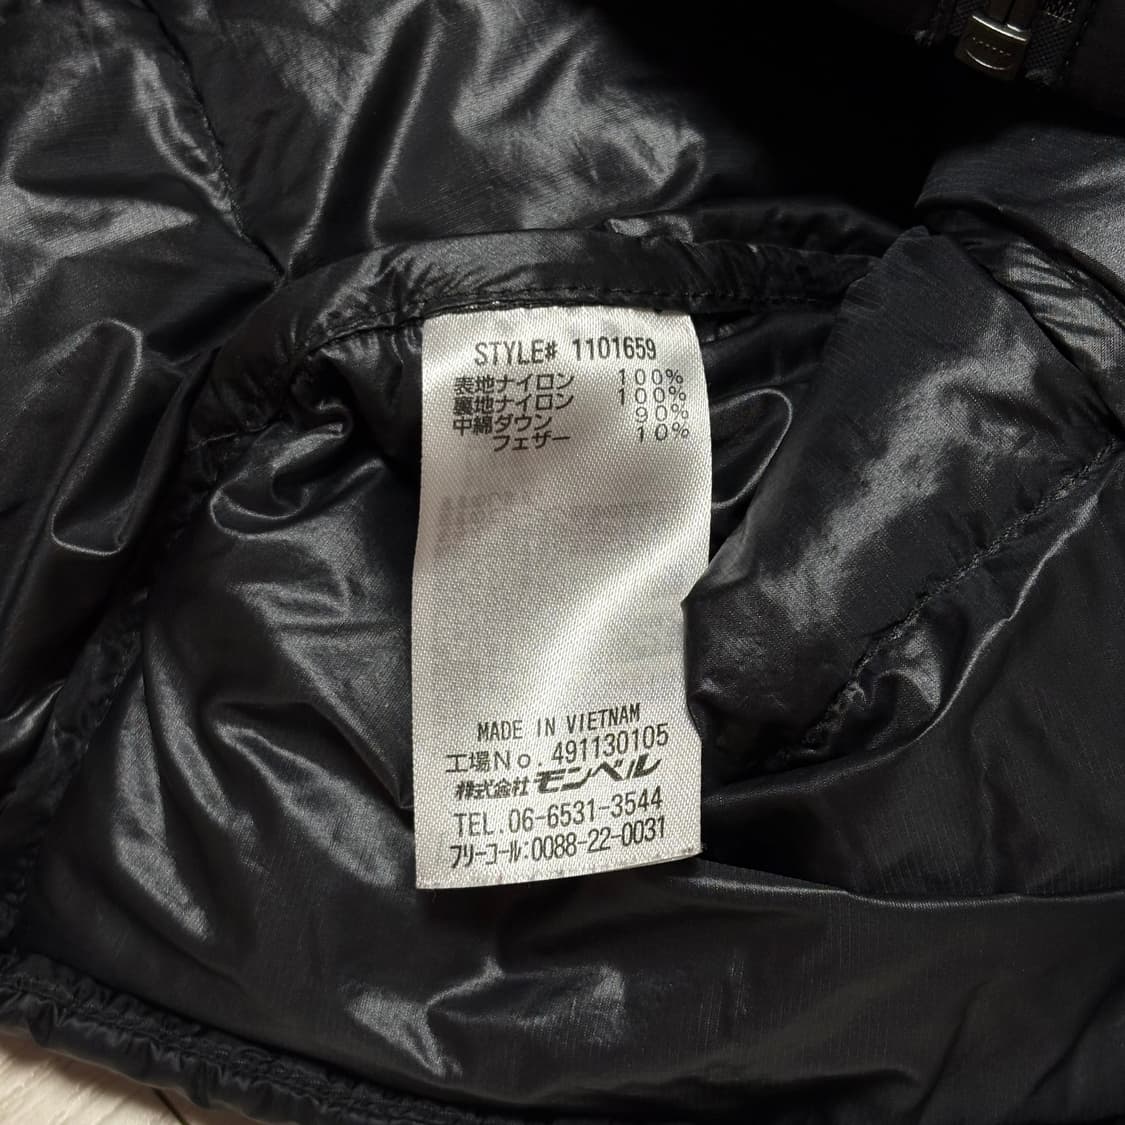 STYLE# 1101659
表地ナイロン 100%
裏地ナイロン 100%
中綿ダウン 90%
フェザー 10%
MADE IN VIETNAM
工場No. 491130105
株式会社モンベル
TEL.06-6531-3544
フリーコール:0088-22-0031